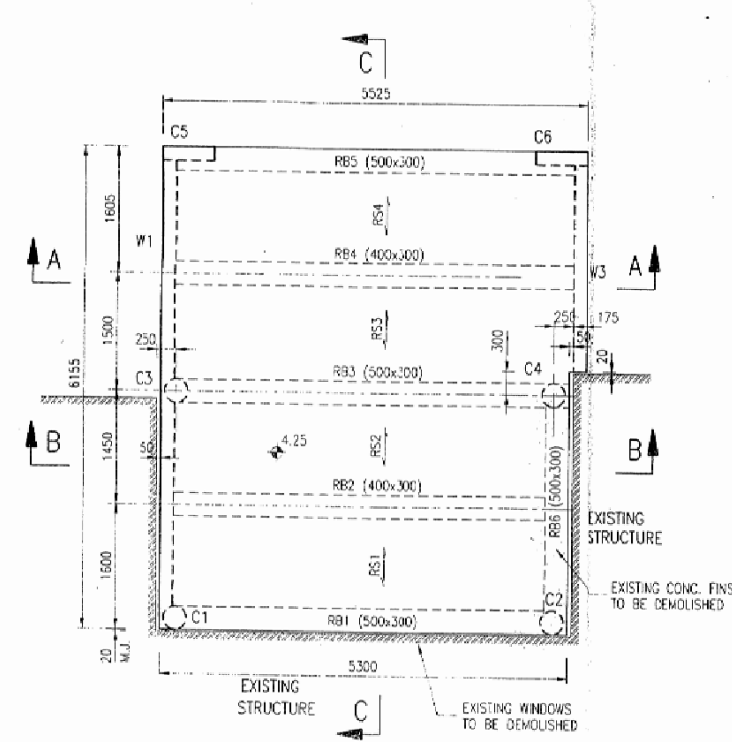 C
5525
C5
C6
RB5 (500x300)
1605
RS4
W1
A
RB4 (400x300)
A
W3
250
175
50
1500
RS3
250
300
20
6155
C3
RB3 (500x300)
C4
B
50
1450
4.25
RS2
B
RB2 (400x300)
RB6 (500x300)
EXISTING
STRUCTURE
1600
RS1
EXISTING CONC. FINS
TO BE DEMOLISHED
C1
C2
RB1 (500x300)
20
M.J.
5300
EXISTING
STRUCTURE
C
EXISTING WINDOWS
TO BE DEMOLISHED